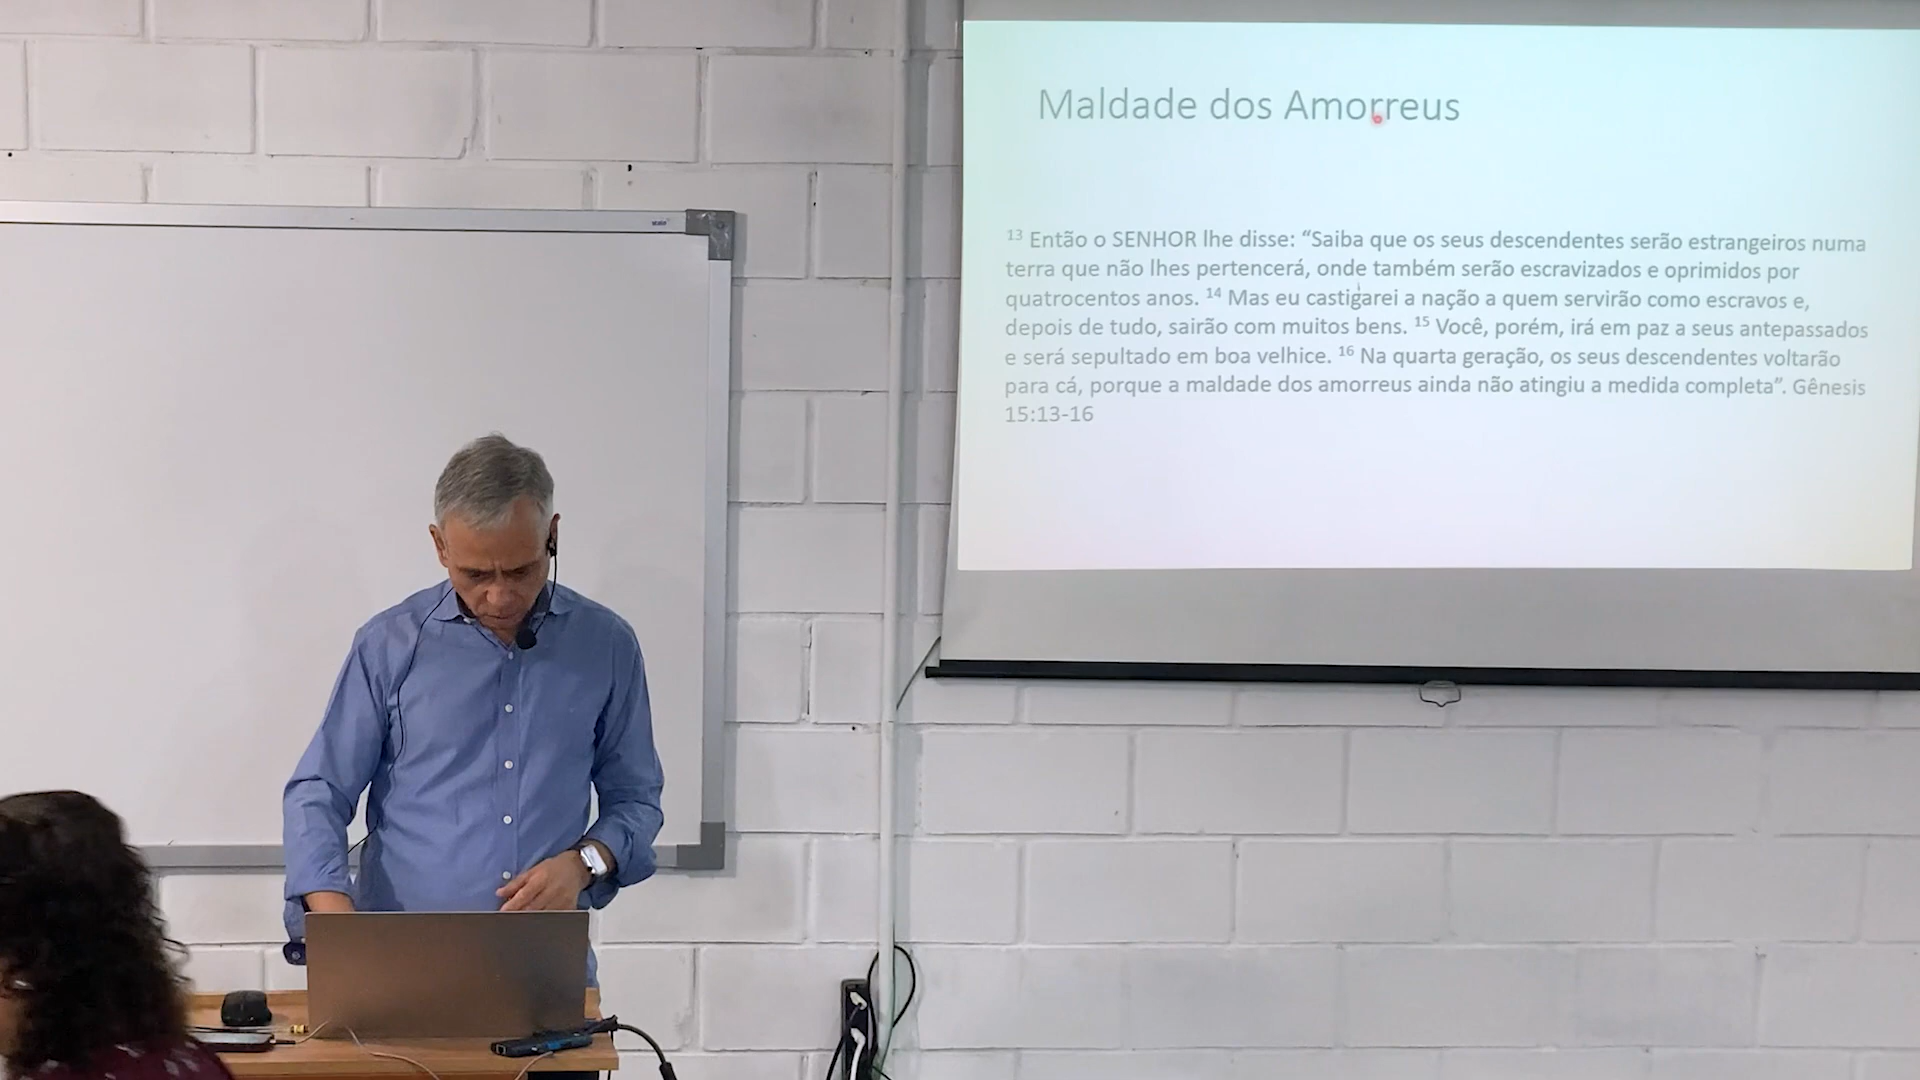 Maldade dos Amorreus
13 Então o SENHOR lhe disse: “Saiba que os seus descendentes serão estrangeiros numa
terra que não lhes pertencerá, onde também serão escravizados e oprimidos por
quatrocentos anos. 14 Mas eu castigarei a nação a quem servirão como escravos e,
depois de tudo, sairão com muitos bens. 15 Você, porém, irá em paz a seus antepassados
e será sepultado em boa velhice. 16 Na quarta geração, os seus descendentes voltarão
para cá, porque a maldade dos amorreus ainda não atingiu a medida completa”. Gênesis
15:13-16